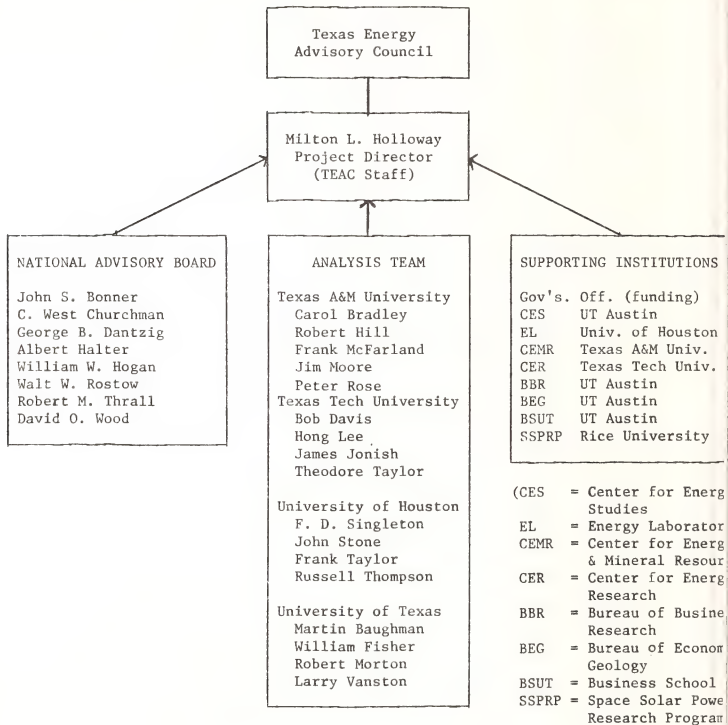 Texas Energy
Advisory Council
Milton L. Holloway
Project Director
(TEAC Staff)
NATIONAL ADVISORY BOARD
John S. Bonner
C. West Churchman
George B. Dantzig
Albert Halter
William W. Hogan
Walt W. Rostow
Robert M. Thrall
David O. Wood
ANALYSIS TEAM
Texas A&M University
Carol Bradley
Robert Hill
Frank McFarland
Jim Moore
Peter Rose
Texas Tech University
Bob Davis
Hong Lee
James Jonish
Theodore Taylor
University of Houston
F. D. Singleton
John Stone
Frank Taylor
Russell Thompson
University of Texas
Martin Baughman
William Fisher
Robert Morton
Larry Vanston
SUPPORTING INSTITUTIONS
Gov's. Off. (funding)
CES UT Austin
EL Univ. of Houston
CEMR Texas A&M Univ.
CER Texas Tech Univ.
BBR UT Austin
BEG UT Austin
BSUT UT Austin
SSPRP Rice University
(CES = Center for Energ
Studies
EL = Energy Laborator
CEMR = Center for Energ
& Mineral Resour
CER = Center for Energ
Research
BBR = Bureau of Busine
Research
BEG = Bureau of Econom
Geology
BSUT = Business School
SSPRP = Space Solar Powe
Research Program